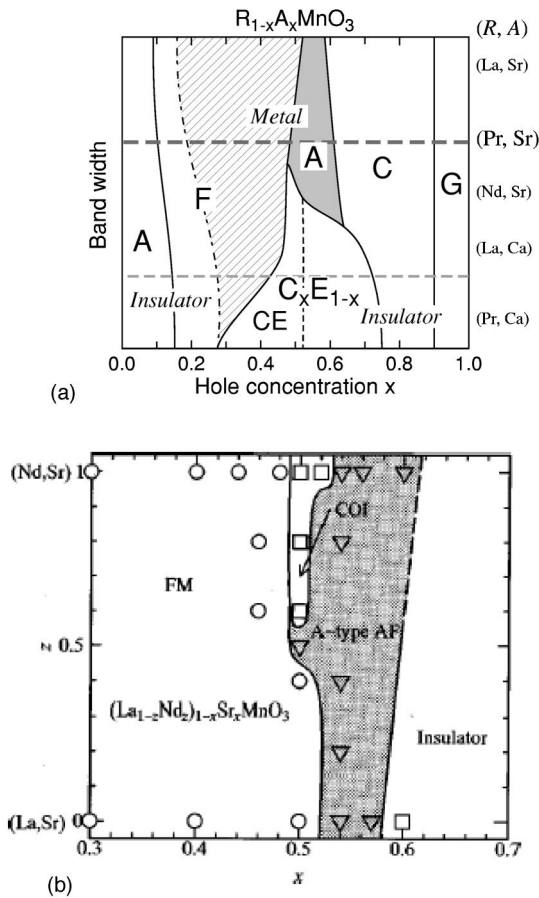 R₁₋ₓAₓMnO₃
(R, A)
(La, Sr)
Metal
(Pr, Sr)
A
C
Band width
F
(Nd, Sr)
G
A
(La, Ca)
CₓE₁₋ₓ
Insulator
CE
Insulator
(Pr, Ca)
0.0 0.2 0.4 0.6 0.8 1.0
(a)
Hole concentration x
(Nd,Sr) 1
COI
FM
z 0.5
A-type AF
(La₁₋zNdz)₁₋ₓSrₓMnO₃
Insulator
(La,Sr) 0
0.3 0.4 0.5 0.6 0.7
(b)
x